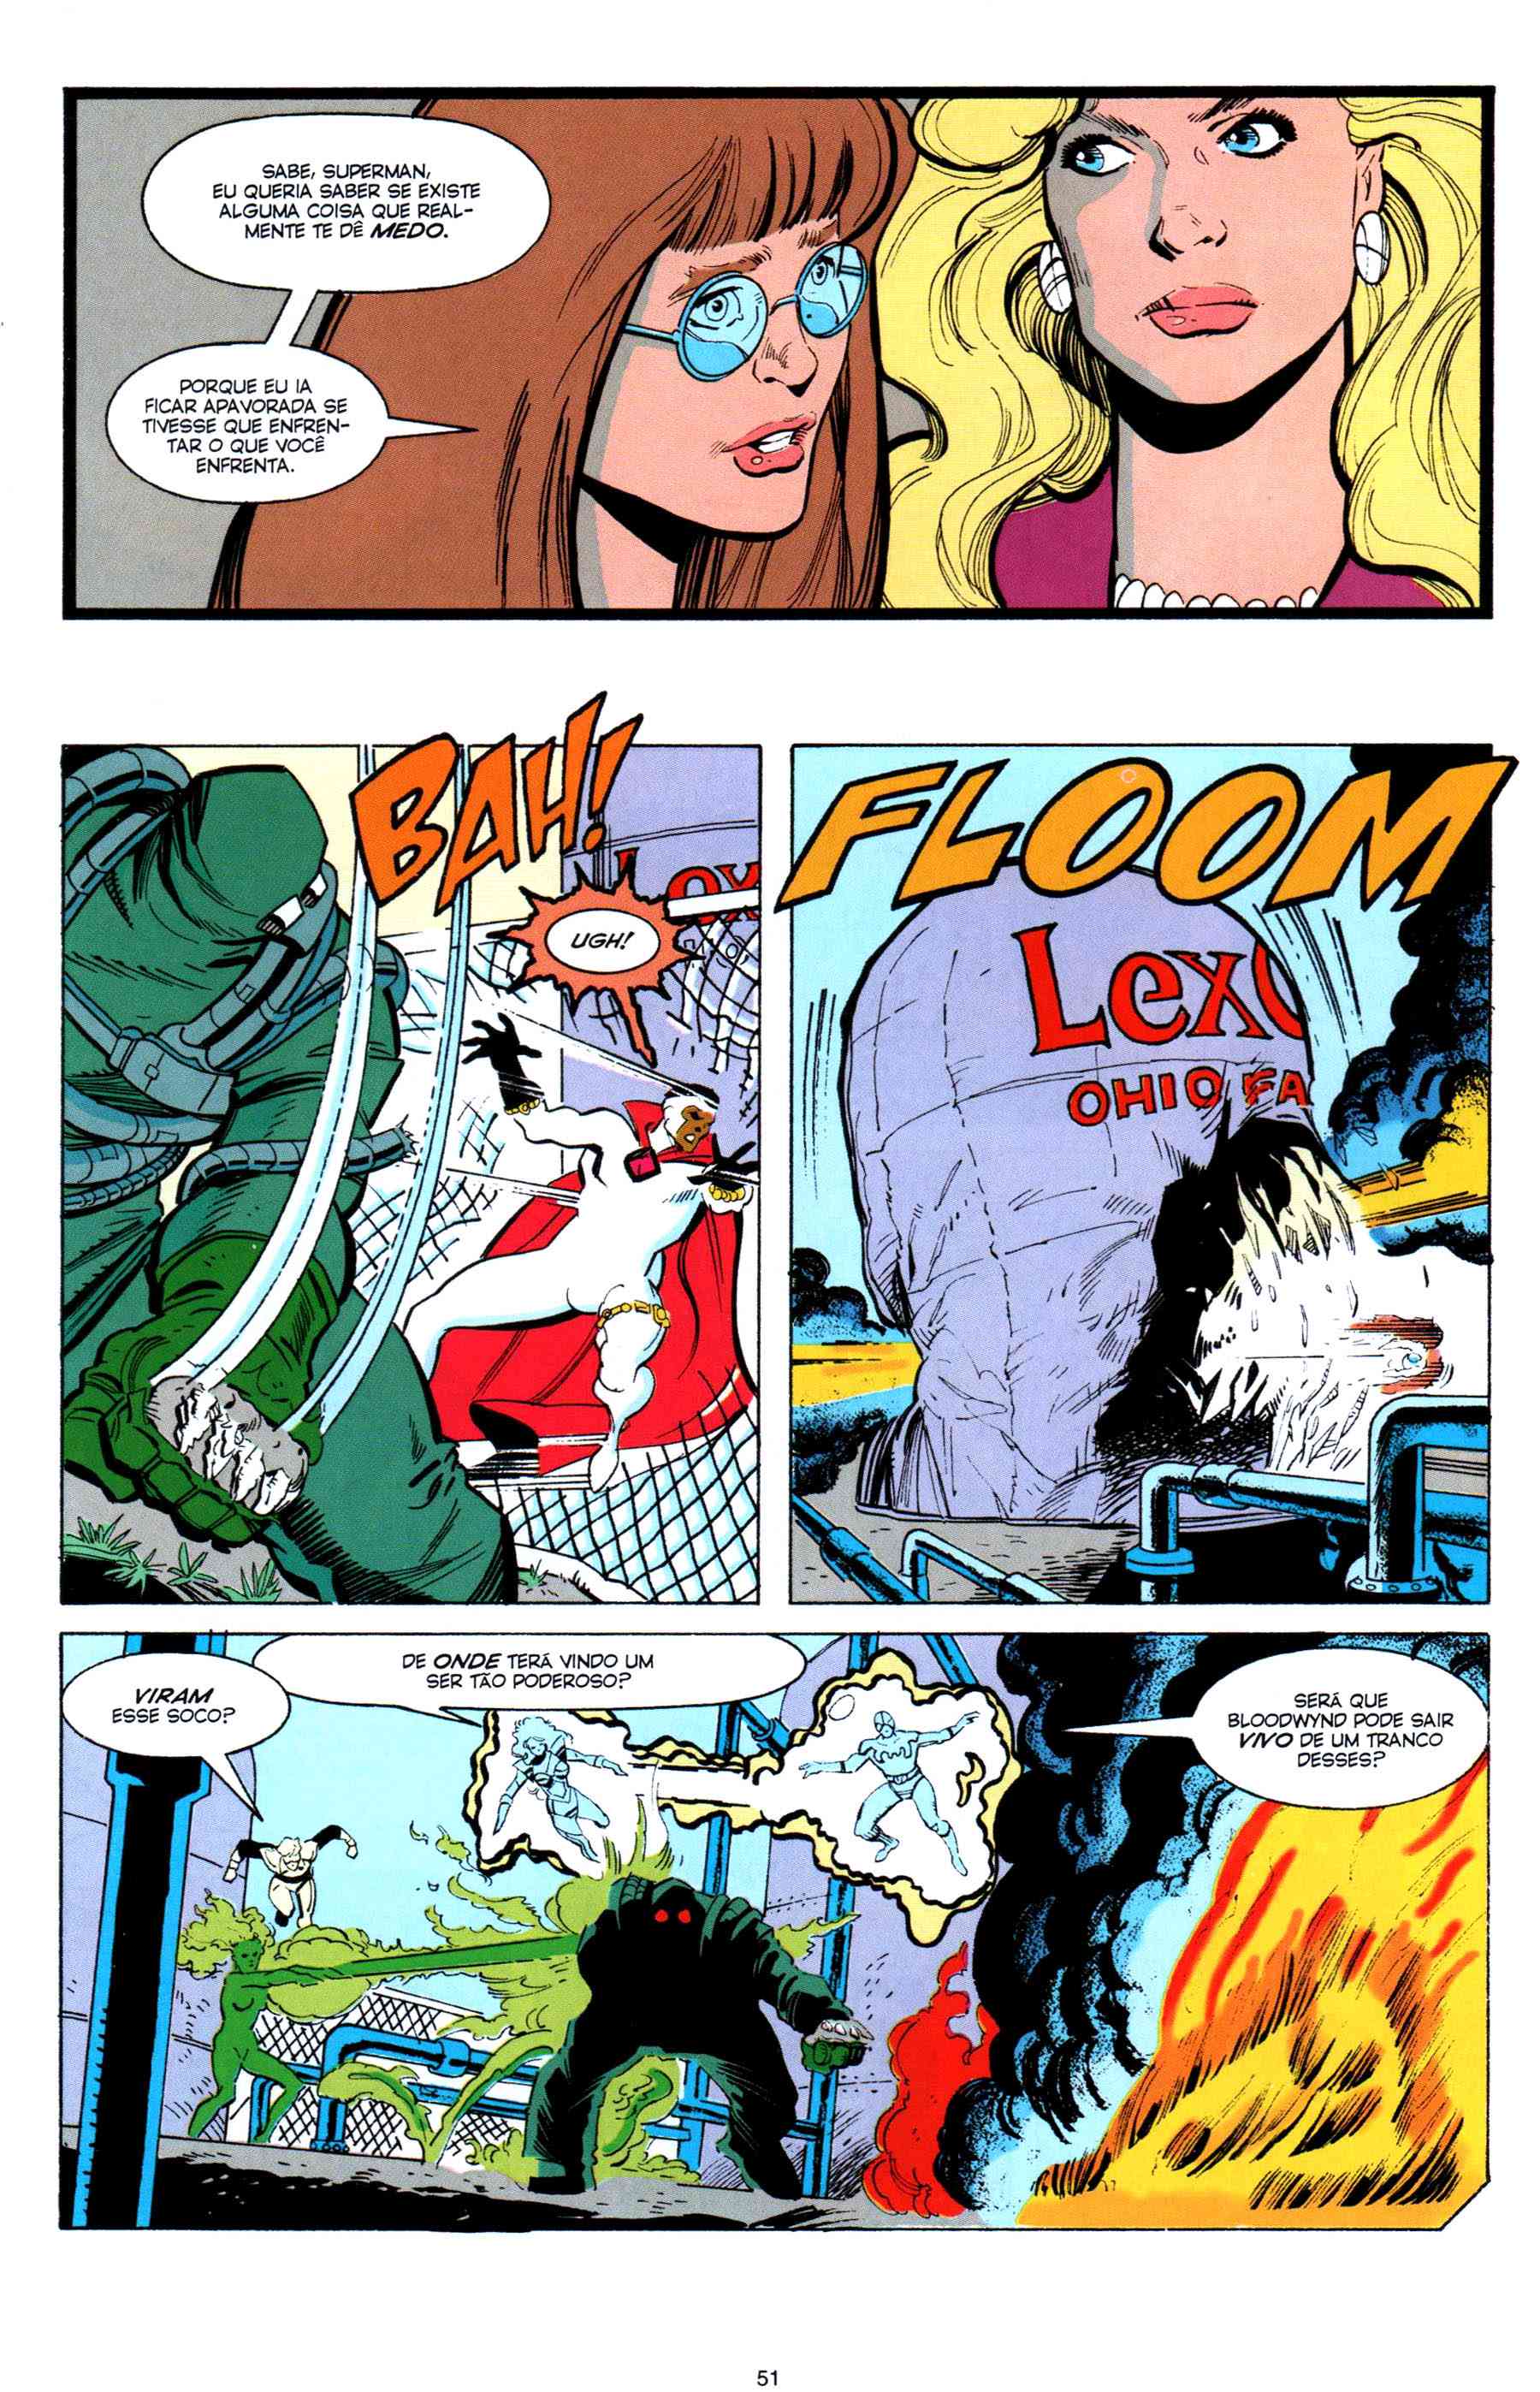 SABE, SUPERMAN,
EU QUERIA SABER SE EXISTE
ALGUMA COISA QUE REAL-
MENTE TE DÊ MEDO.
PORQUE EU IA
FICAR APAVORADA SE
TIVESSE QUE ENFREN-
TAR O QUE VOCÊ
ENFRENTA.
BAH!
Lex
UGH!
FLOOM
LexO
OHIO FA
VIRAM
ESSE SOCO?
DE ONDE TERÁ VINDO UM
SER TÃO PODEROSO?
SERÁ QUE
BLOODWYND PODE SAIR
VIVO DE UM TRANCO
DESSES?
51